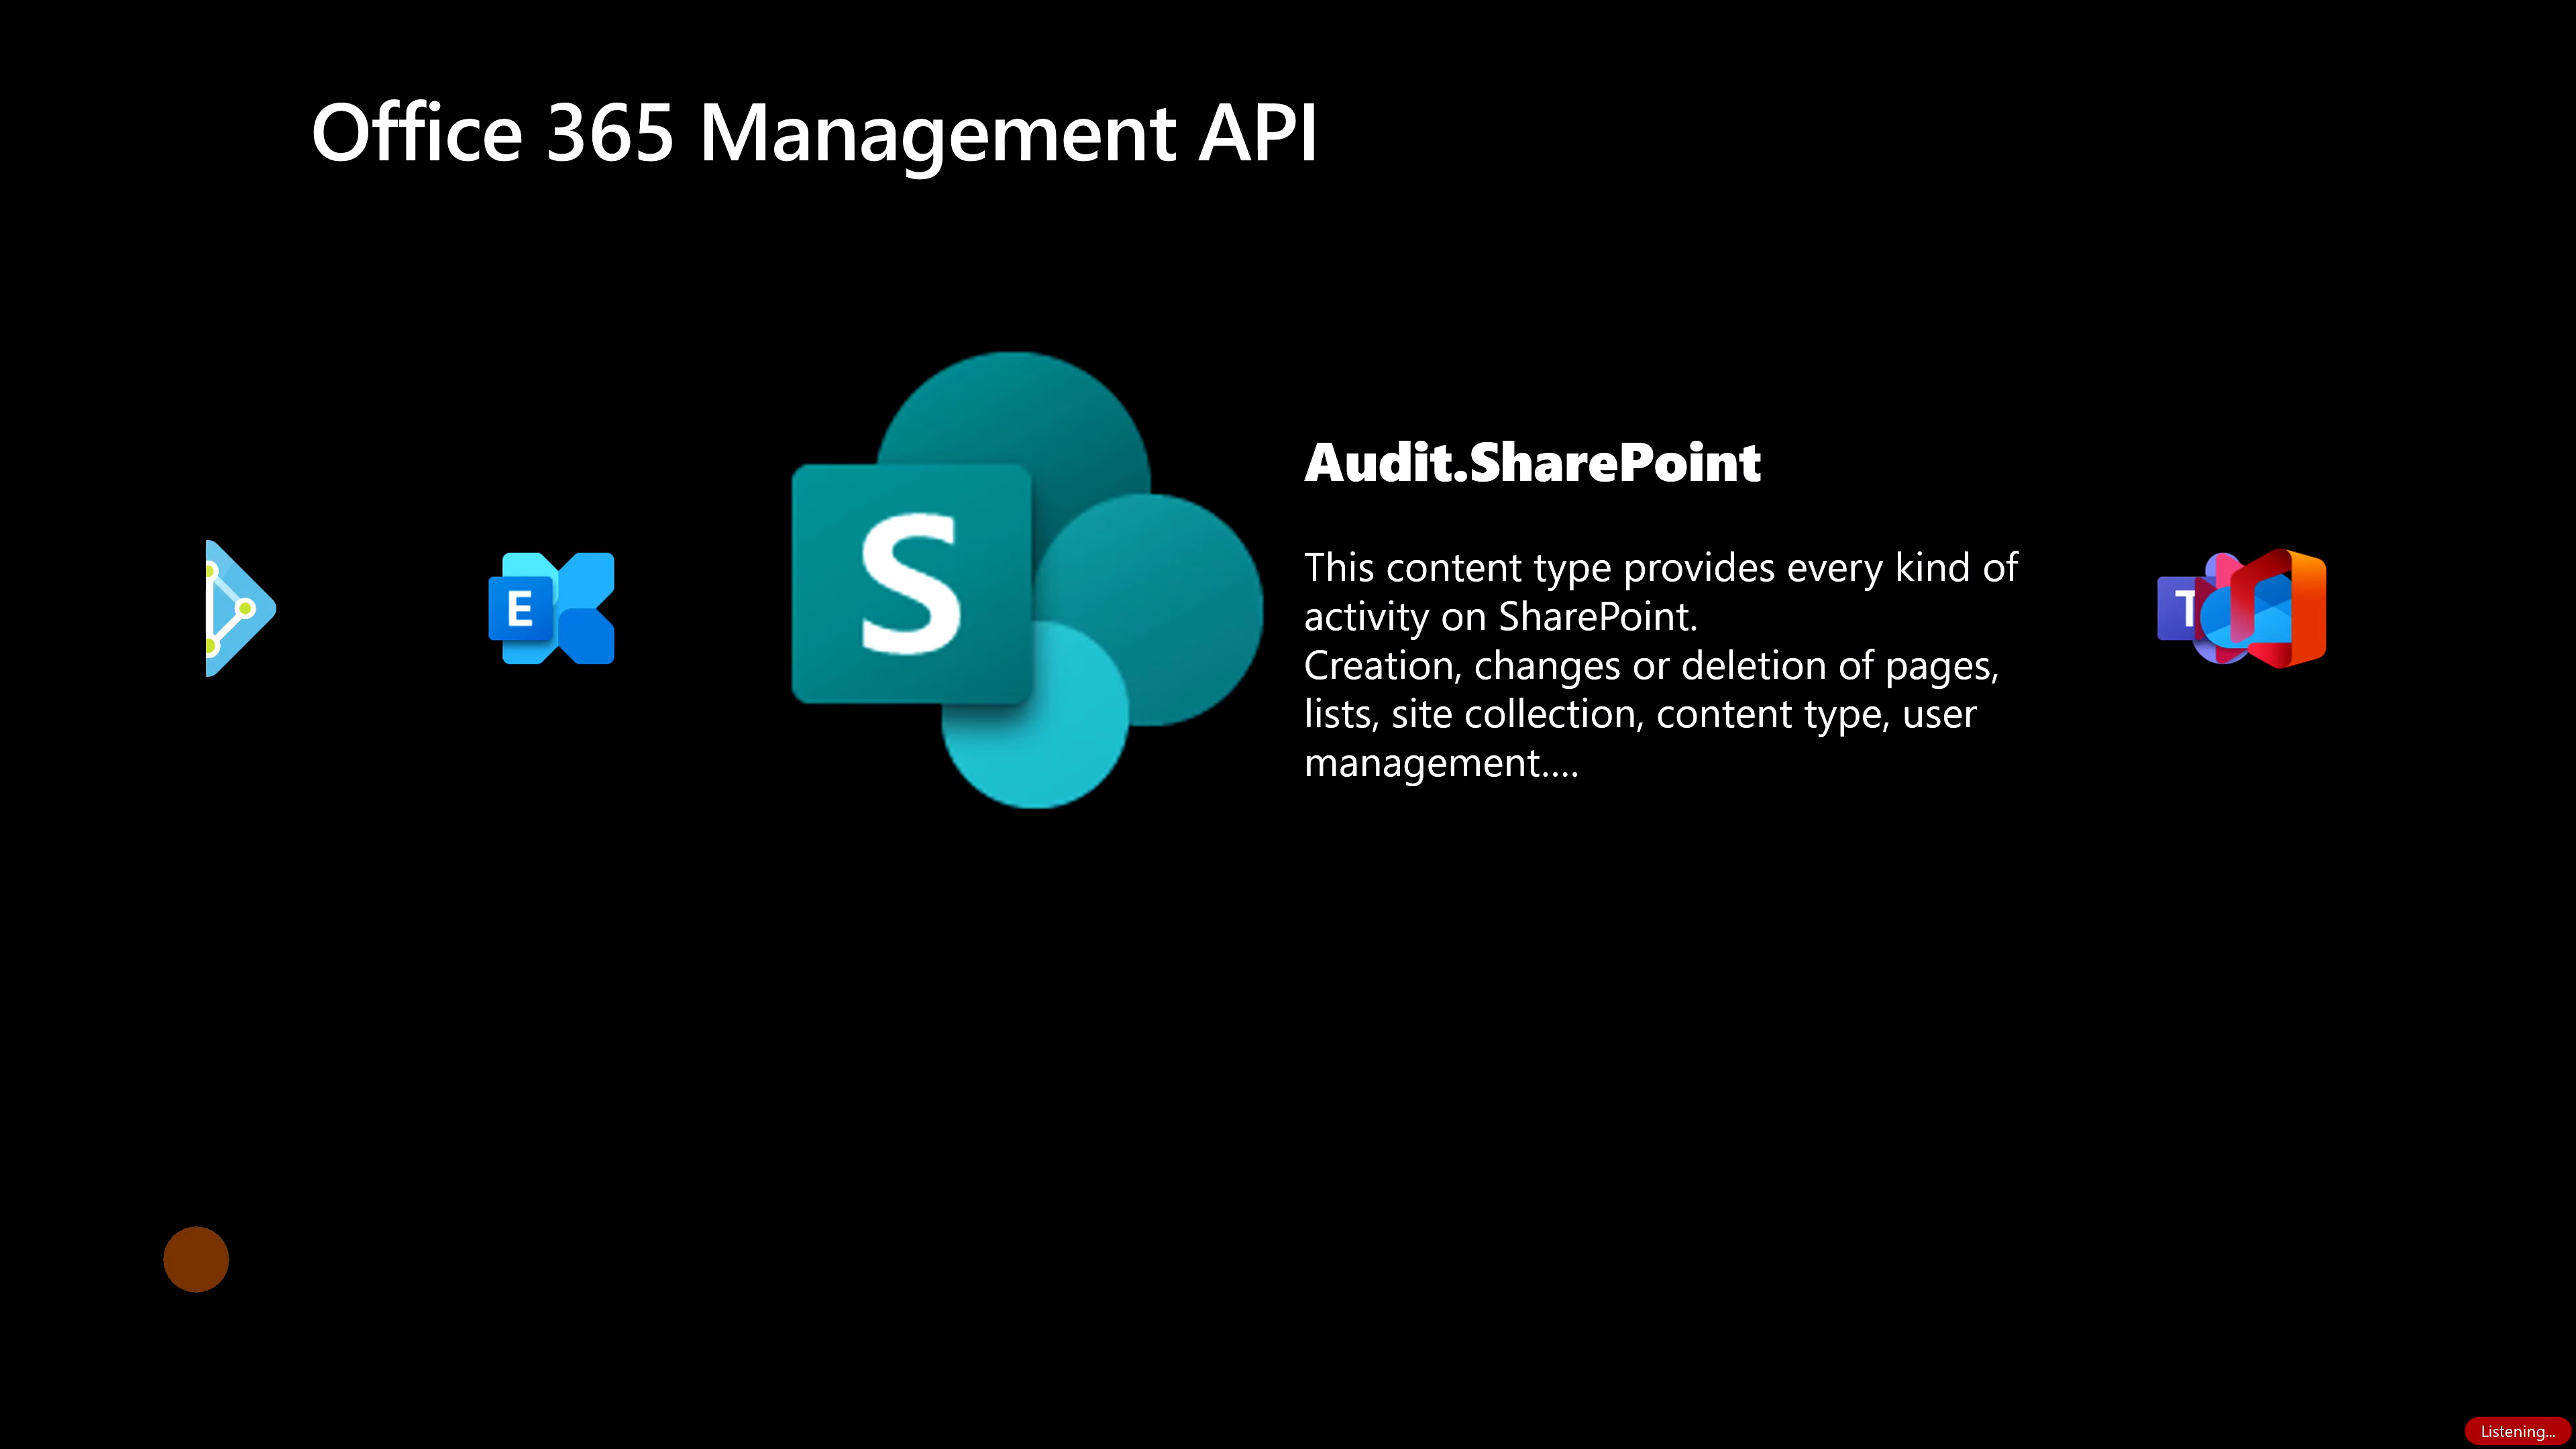 Office 365 Management API
Audit.SharePoint
This content type provides every kind of
activity on SharePoint.
Creation, changes or deletion of pages,
lists, site collection, content type, user
management....
E
S
T
Listening...